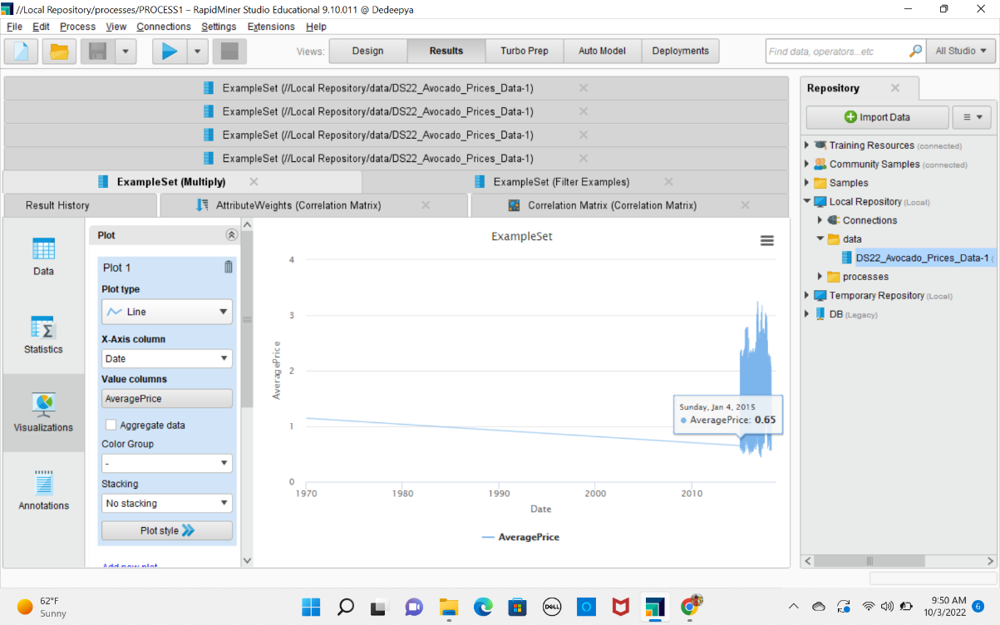 //Local Repository/processes/PROCESS1 – RapidMiner Studio Educational 9.10.011 @ Dedeepya
File Edit Process View Connections Settings Extensions Help
Views: Design Results Turbo Prep Auto Model Deployments Find data, operators...etc All Studio
ExampleSet (//Local Repository/data/DS22_Avocado_Prices_Data-1)
ExampleSet (//Local Repository/data/DS22_Avocado_Prices_Data-1)
ExampleSet (//Local Repository/data/DS22_Avocado_Prices_Data-1)
ExampleSet (//Local Repository/data/DS22_Avocado_Prices_Data-1)
ExampleSet (Multiply) ExampleSet (Filter Examples)
Result History AttributeWeights (Correlation Matrix) Correlation Matrix (Correlation Matrix)
Data
Statistics
Visualizations
Annotations
Plot
Plot 1
Plot type
Line
X-Axis column
Date
Value columns
AveragePrice
Aggregate data
Color Group
-
Stacking
No stacking
Plot style
Add new plot
ExampleSet
4
3
2
1
0
AveragePrice
Sunday, Jan 4, 2015
AveragePrice: 0.65
1970 1980 1990 2000 2010
Date
AveragePrice
Repository
Import Data
Training Resources (connected)
Community Samples (connected)
Samples
Local Repository (Local)
Connections
data
DS22_Avocado_Prices_Data-1 (
processes
Temporary Repository (Local)
DB (Legacy)
62°F
Sunny
DELL
9:50 AM
10/3/2022
6